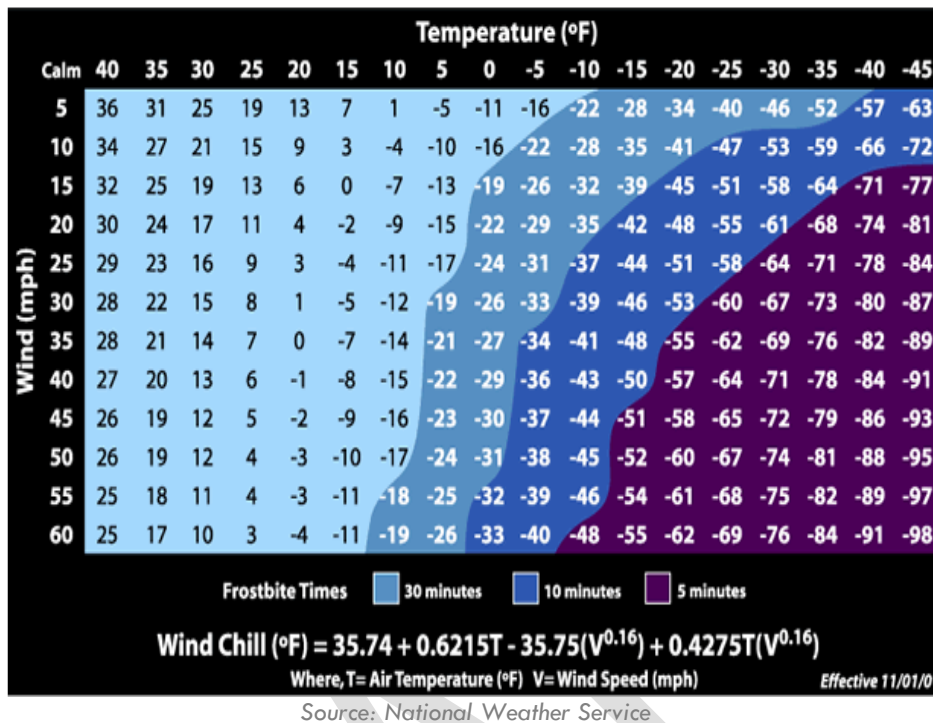 Temperature (ºF)
Calm 40 35 30 25 20 15 10 5 0 -5 -10 -15 -20 -25 -30 -35 -40 -45
5 36 31 25 19 13 7 1 -5 -11 -16 -22 -28 -34 -40 -46 -52 -57 -63
10 34 27 21 15 9 3 -4 -10 -16 -22 -28 -35 -41 -47 -53 -59 -66 -72
15 32 25 19 13 6 0 -7 -13 -19 -26 -32 -39 -45 -51 -58 -64 -71 -77
20 30 24 17 11 4 -2 -9 -15 -22 -29 -35 -42 -48 -55 -61 -68 -74 -81
25 29 23 16 9 3 -4 -11 -17 -24 -31 -37 -44 -51 -58 -64 -71 -78 -84
30 28 22 15 8 1 -5 -12 -19 -26 -33 -39 -46 -53 -60 -67 -73 -80 -87
35 28 21 14 7 0 -7 -14 -21 -27 -34 -41 -48 -55 -62 -69 -76 -82 -89
40 27 20 13 6 -1 -8 -15 -22 -29 -36 -43 -50 -57 -64 -71 -78 -84 -91
45 26 19 12 5 -2 -9 -16 -23 -30 -37 -44 -51 -58 -65 -72 -79 -86 -93
50 26 19 12 4 -3 -10 -17 -24 -31 -38 -45 -52 -60 -67 -74 -81 -88 -95
55 25 18 11 4 -3 -11 -18 -25 -32 -39 -46 -54 -61 -68 -75 -82 -89 -97
60 25 17 10 3 -4 -11 -19 -26 -33 -40 -48 -55 -62 -69 -76 -84 -91 -98
Wind (mph)
Frostbite Times 30 minutes 10 minutes 5 minutes
Wind Chill (ºF) = 35.74 + 0.6215T - 35.75(V^0.16) + 0.4275T(V^0.16)
Where, T= Air Temperature (ºF) V= Wind Speed (mph) Effective 11/01/0
Source: National Weather Service